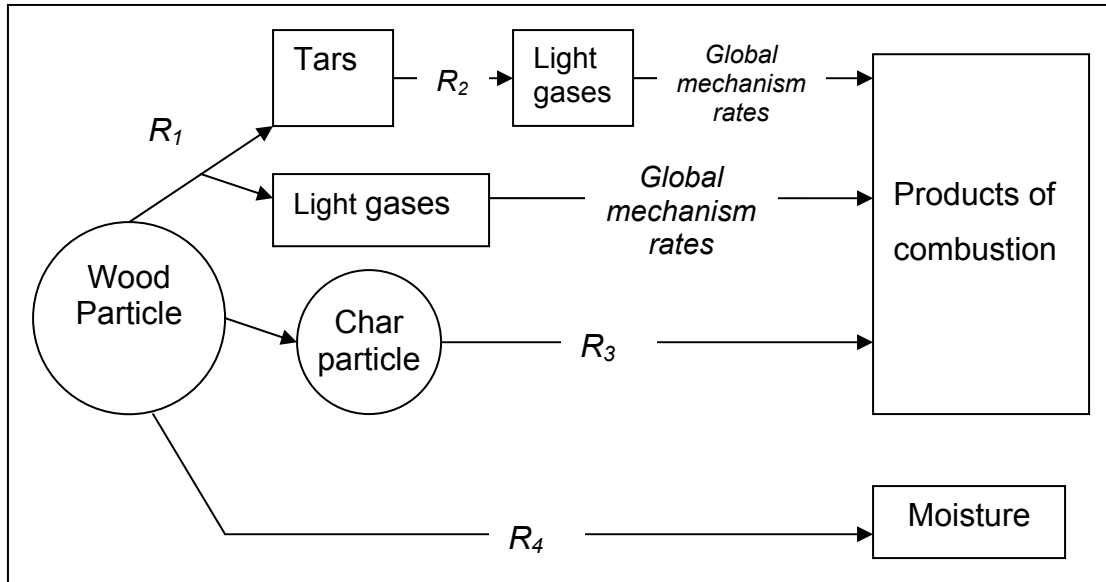 Tars
R2
Light
gases
Global
mechanism
rates
R1
Light gases
Global
mechanism
rates
Products of
combustion
Wood
Particle
Char
particle
R3
R4
Moisture